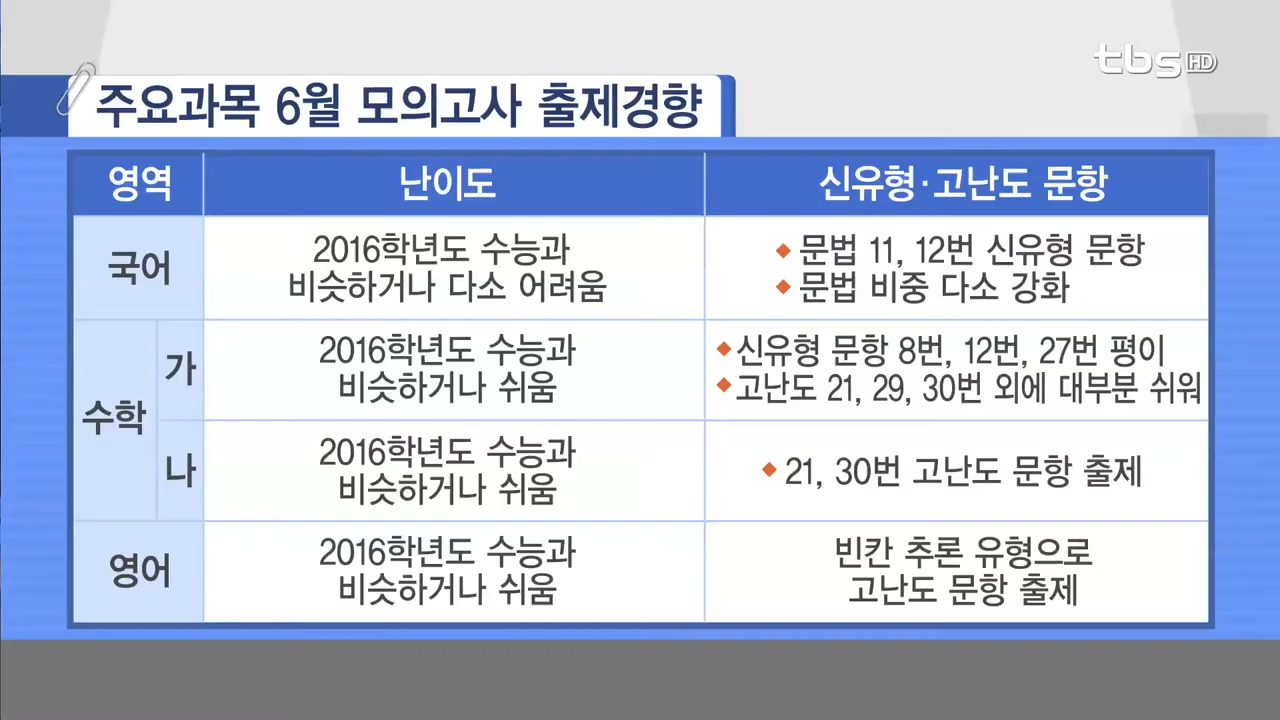 tbs HD
주요과목 6월 모의고사 출제경향
영역
난이도
신유형·고난도 문항
국어
2016학년도 수능과
비슷하거나 다소 어려움
◆ 문법 11, 12번 신유형 문항
◆ 문법 비중 다소 강화
수학
가
2016학년도 수능과
비슷하거나 쉬움
◆ 신유형 문항 8번, 12번, 27번 평이
◆ 고난도 21, 29, 30번 외에 대부분 쉬워
나
2016학년도 수능과
비슷하거나 쉬움
◆ 21, 30번 고난도 문항 출제
영어
2016학년도 수능과
비슷하거나 쉬움
빈칸 추론 유형으로
고난도 문항 출제